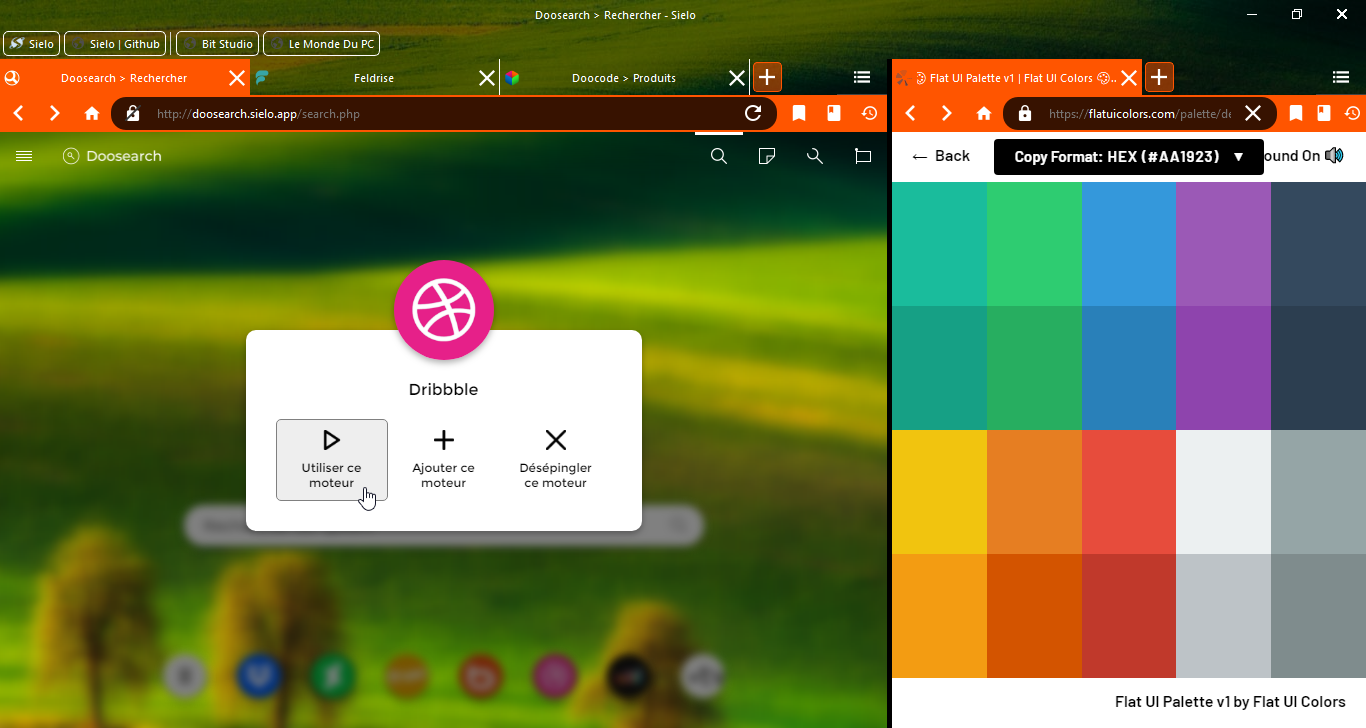 Doosearch > Rechercher - Sielo
Sielo
Sielo | Github
Bit Studio
Le Monde Du PC
Doosearch > Rechercher
Feldrise
Doocode > Produits
http://doosearch.sielo.app/search.php
Doosearch
Dribbble
Utiliser ce
moteur
Ajouter ce
moteur
Désépingler
ce moteur
Flat UI Palette v1 | Flat UI Colors 🎨..
https://flatuicolors.com/palette/de
← Back
Copy Format: HEX (#AA1923) ▼
ound On 🔊
Flat UI Palette v1 by Flat UI Colors